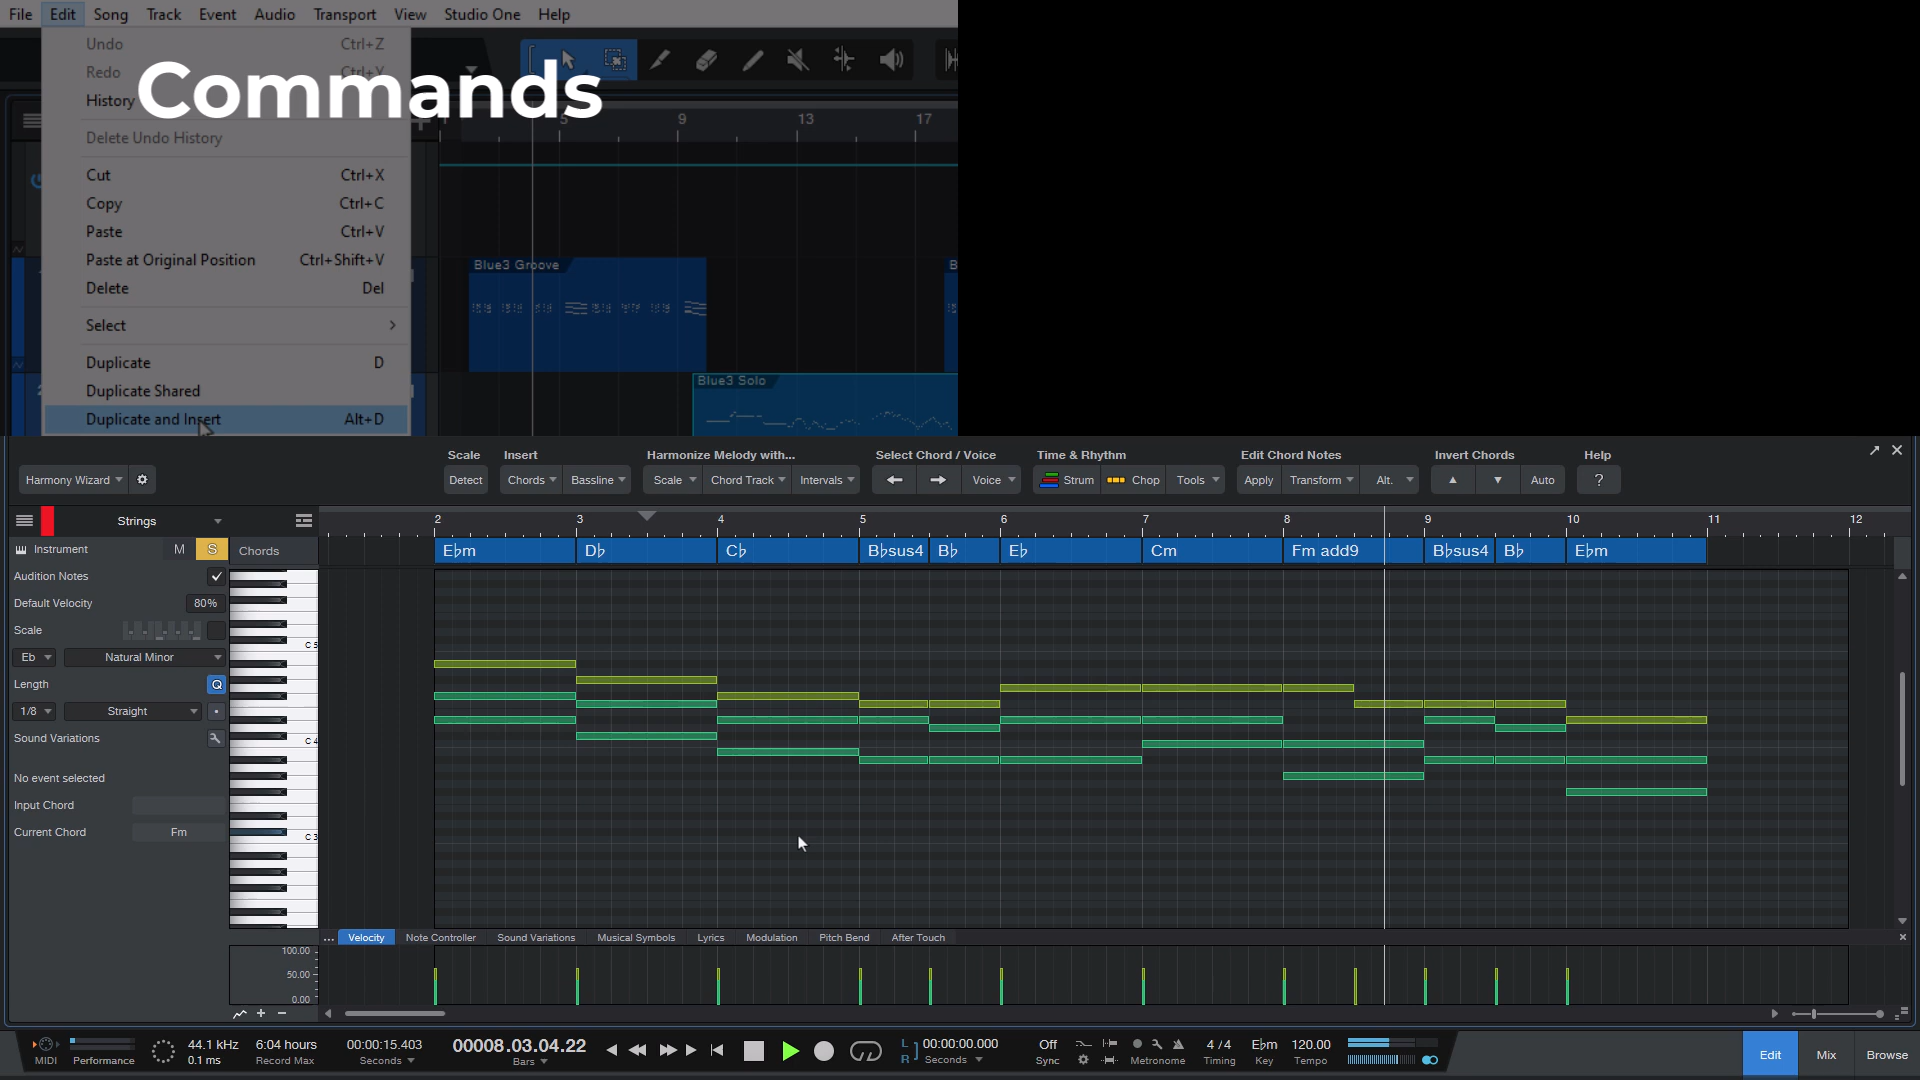 File Edit Song Track Event Audio Transport View Studio One Help
Undo Ctrl+Z
Redo Ctrl+Y
History
Commands
Delete Undo History
Cut Ctrl+X
Copy Ctrl+C
Paste Ctrl+V
Paste at Original Position Ctrl+Shift+V
Delete Del
Select
Duplicate D
Duplicate Shared
Duplicate and Insert Alt+D
5 9 13 17
Blue3 Groove B
Blue3 Solo
Scale Insert Harmonize Melody with... Select Chord / Voice Time & Rhythm Edit Chord Notes Invert Chords Help
Harmony Wizard Detect Chords Bassline Scale Chord Track Intervals Voice Strum Chop Tools Apply Transform Alt. Auto ?
Strings 2 3 4 5 6 7 8 9 10 11 12
Instrument M S Chords E♭m D♭ C♭ B♭sus4 B♭ E♭ Cm Fm add9 B♭sus4 B♭ E♭m
Audition Notes
Default Velocity 80%
Scale
Eb Natural Minor
Length Q
1/8 Straight
Sound Variations
No event selected
Input Chord
Current Chord Fm
C 5
C 4
C 3
... Velocity Note Controller Sound Variations Musical Symbols Lyrics Modulation Pitch Bend After Touch
100.00
50.00
0.00
MIDI Performance 44.1 kHz 0.1 ms 6:04 hours Record Max 00:00:15.403 Seconds 00008.03.04.22 Bars L R 00:00:00.000 Seconds Off Sync Metronome 4/4 Timing E♭m Key 120.00 Tempo Edit Mix Browse